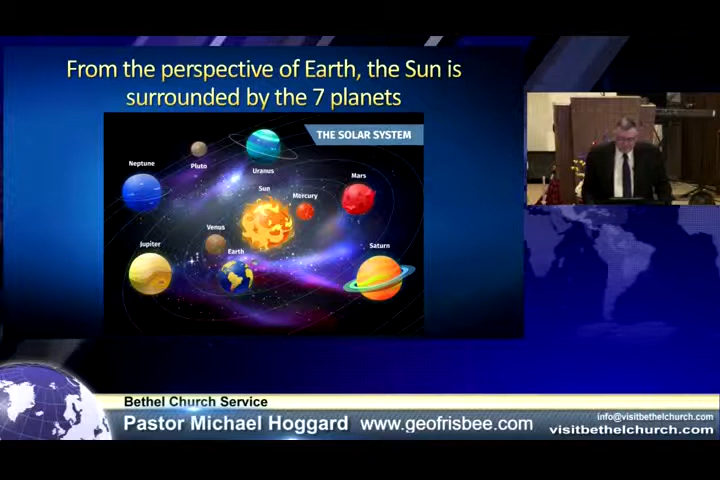 From the perspective of Earth, the Sun is
surrounded by the 7 planets
THE SOLAR SYSTEM
Neptune
Pluto
Uranus
Sun
Mercury
Mars
Venus
Earth
Jupiter
Saturn
Bethel Church Service
Pastor Michael Hoggard www.geofrisbee.com
info@visitbethelchurch.com
visitbethelchurch.com